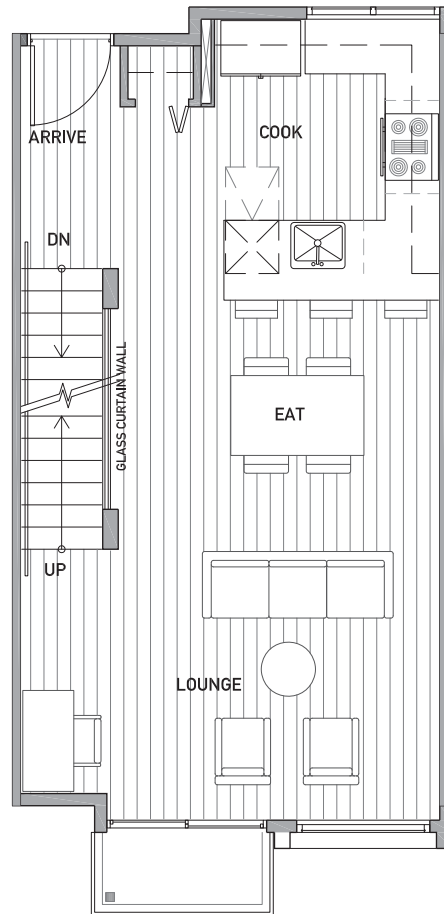 ARRIVE
COOK
DN
GLASS CURTAIN WALL
EAT
UP
LOUNGE